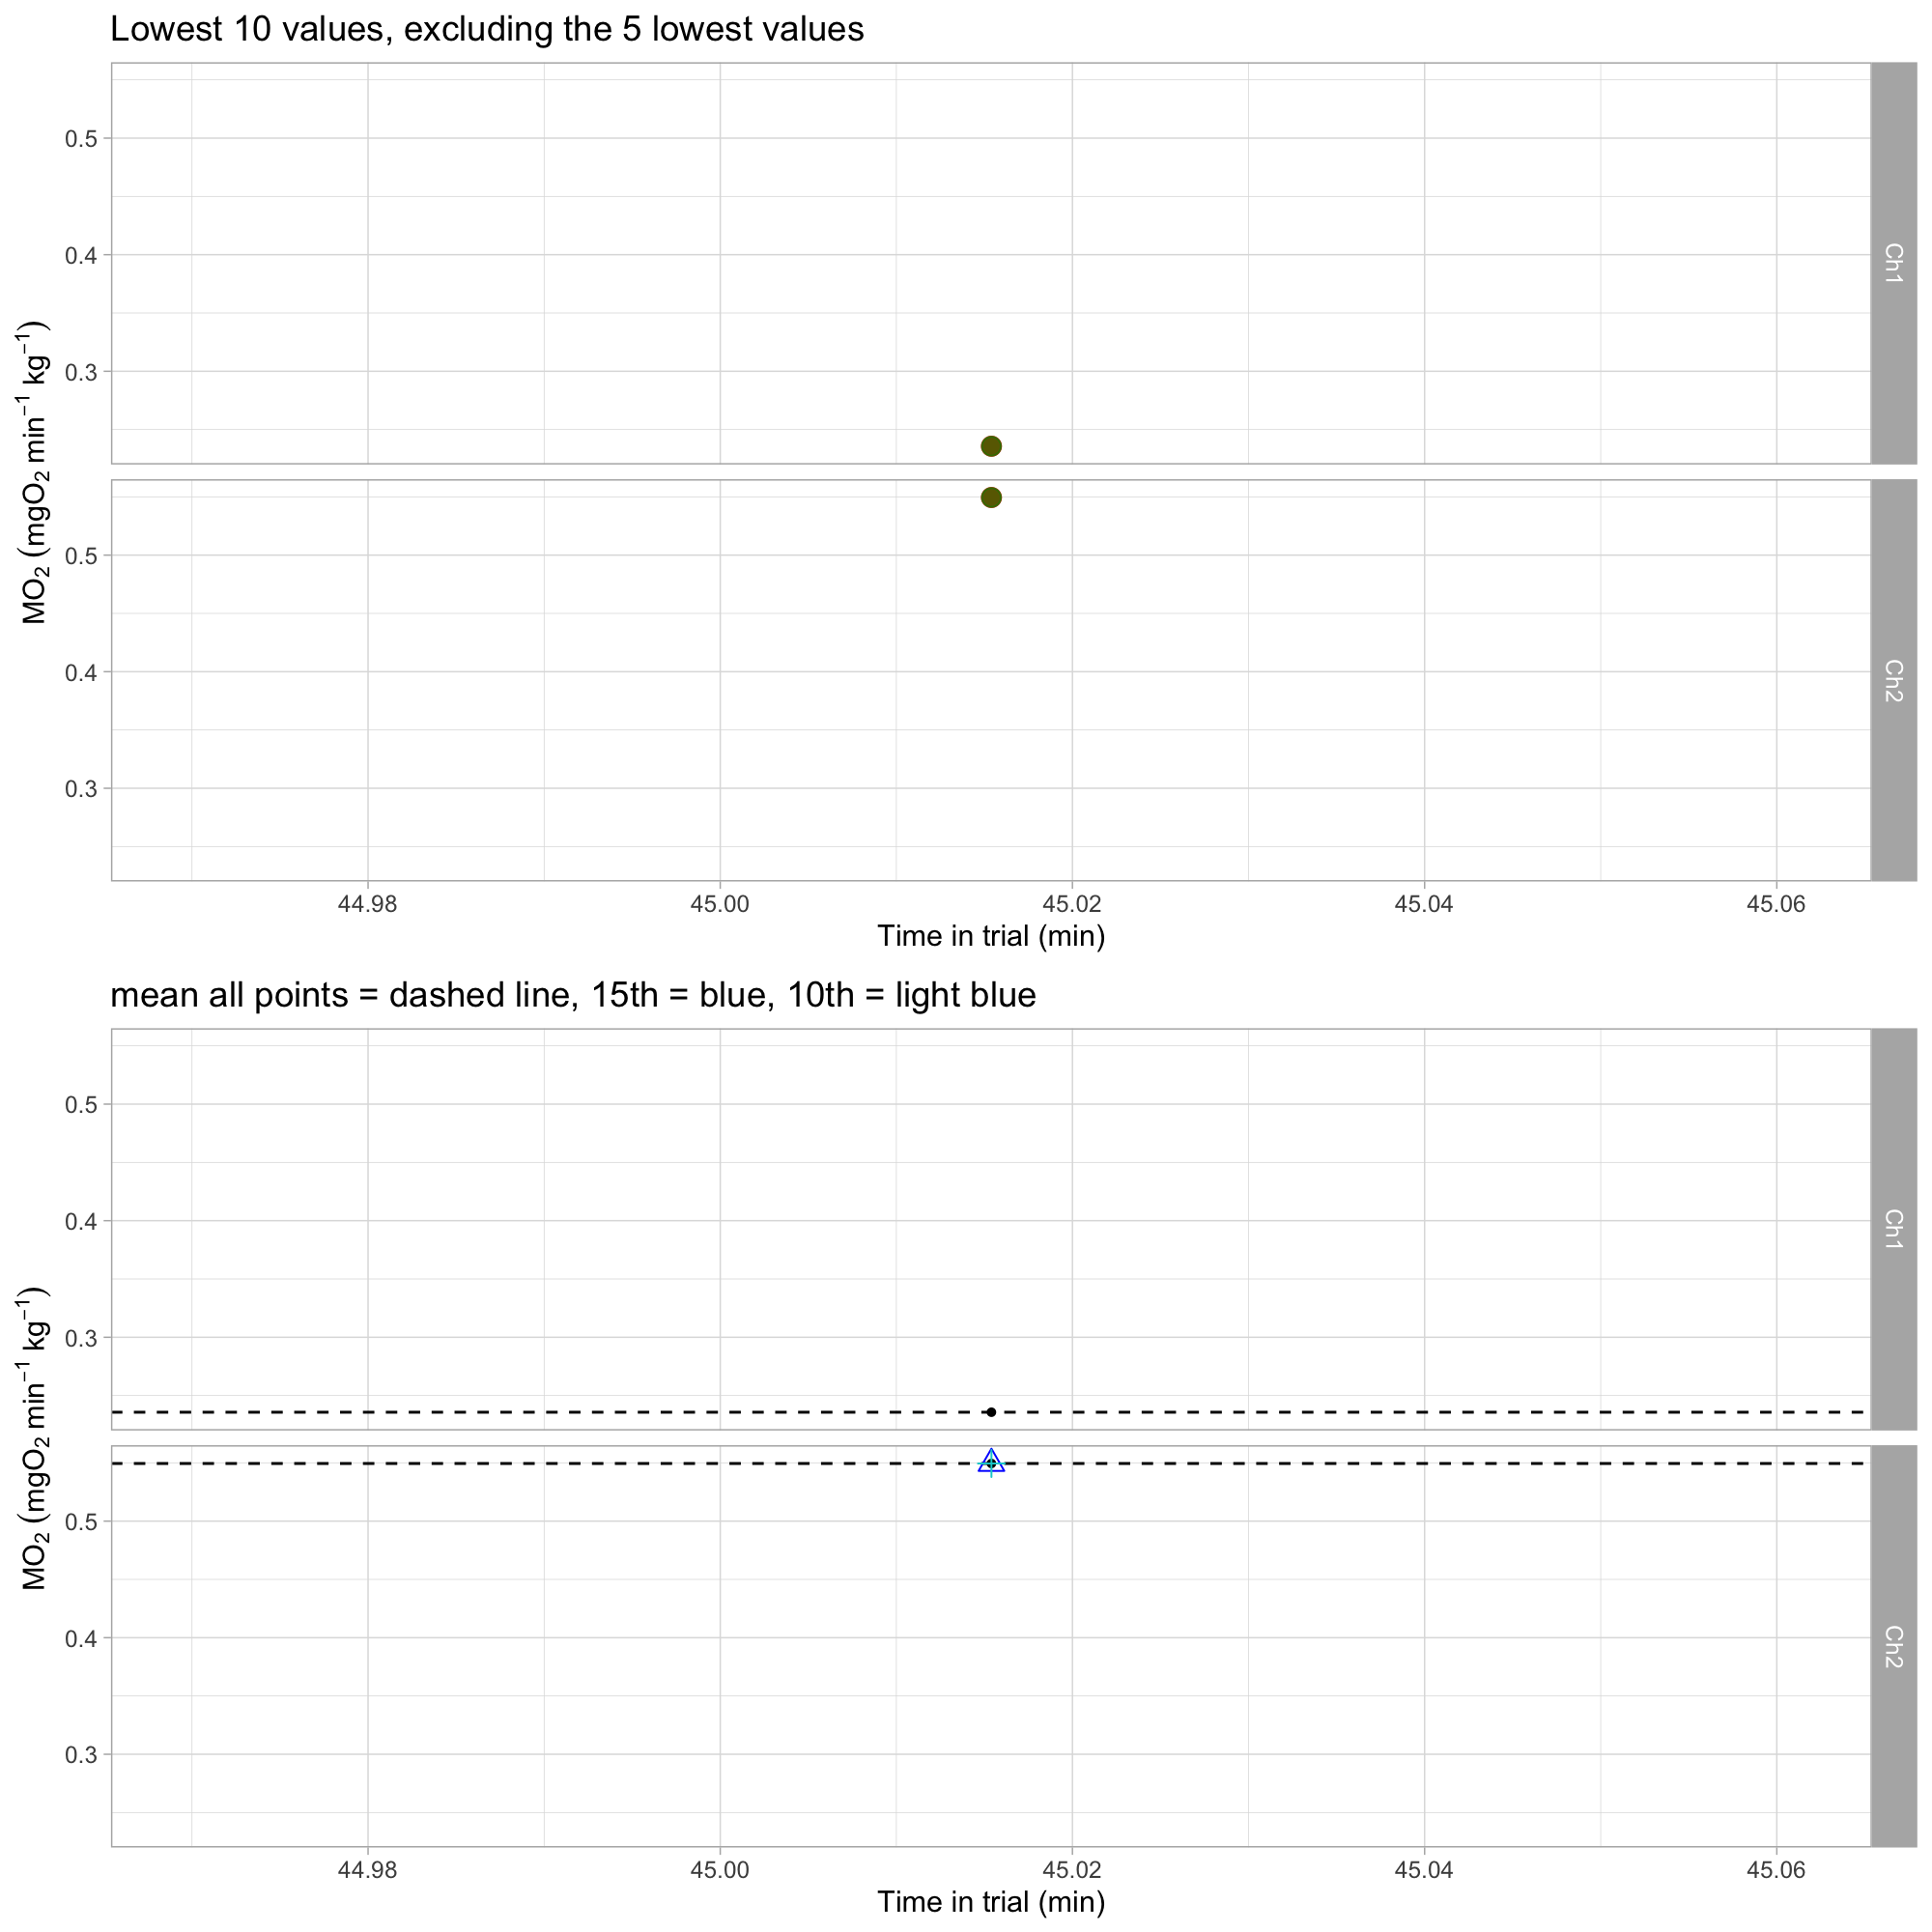 Lowest 10 values, excluding the 5 lowest values
MO₂ (mgO₂ min⁻¹ kg⁻¹)
0.5
0.4
0.3
Ch1
0.5
0.4
0.3
Ch2
44.98 45.00 45.02 45.04 45.06
Time in trial (min)
mean all points = dashed line, 15th = blue, 10th = light blue
MO₂ (mgO₂ min⁻¹ kg⁻¹)
0.5
0.4
0.3
Ch1
0.5
0.4
0.3
Ch2
44.98 45.00 45.02 45.04 45.06
Time in trial (min)